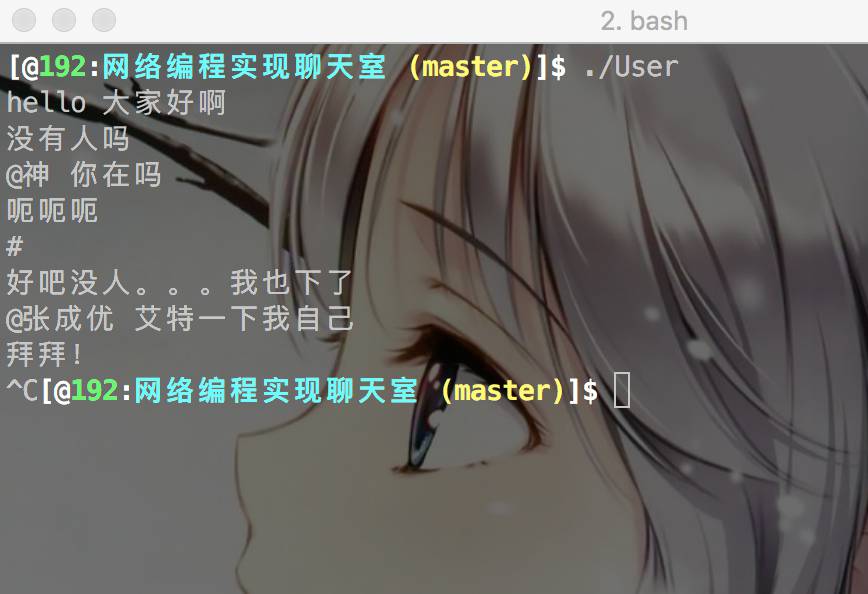 2. bash
[@192:网络编程实现聊天室 (master)]$ ./User
hello 大家好啊
没有人吗
@神 你在吗
呃呃呃
#
好吧没人。。。我也下了
@张成优 艾特一下我自己
拜拜!
^C[@192:网络编程实现聊天室 (master)]$